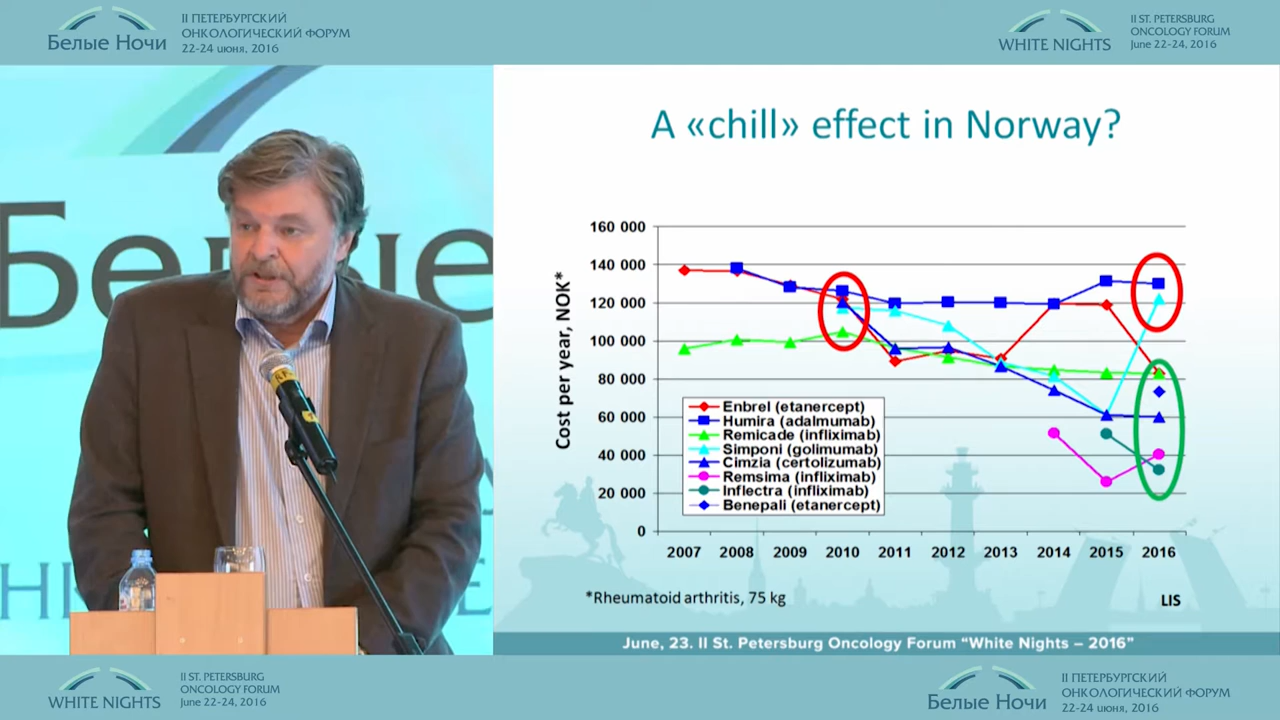 Белые Ночи
II ПЕТЕРБУРГСКИЙ
ОНКОЛОГИЧЕСКИЙ ФОРУМ
22-24 июня, 2016
WHITE NIGHTS
II ST. PETERSBURG
ONCOLOGY FORUM
June 22-24, 2016
Белые
A «chill» effect in Norway?
Cost per year, NOK*
160 000
140 000
120 000
100 000
80 000
60 000
40 000
20 000
0
Enbrel (etanercept)
Humira (adalmumab)
Remicade (infliximab)
Simponi (golimumab)
Cimzia (certolizumab)
Remsima (infliximab)
Inflectra (infliximab)
Benepali (etanercept)
2007 2008 2009 2010 2011 2012 2013 2014 2015 2016
*Rheumatoid arthritis, 75 kg
LIS
June, 23. II St. Petersburg Oncology Forum “White Nights – 2016”
WHITE NIGHTS
II ST. PETERSBURG
ONCOLOGY FORUM
June 22-24, 2016
Белые Ночи
II ПЕТЕРБУРГСКИЙ
ОНКОЛОГИЧЕСКИЙ ФОРУМ
22-24 июня, 2016